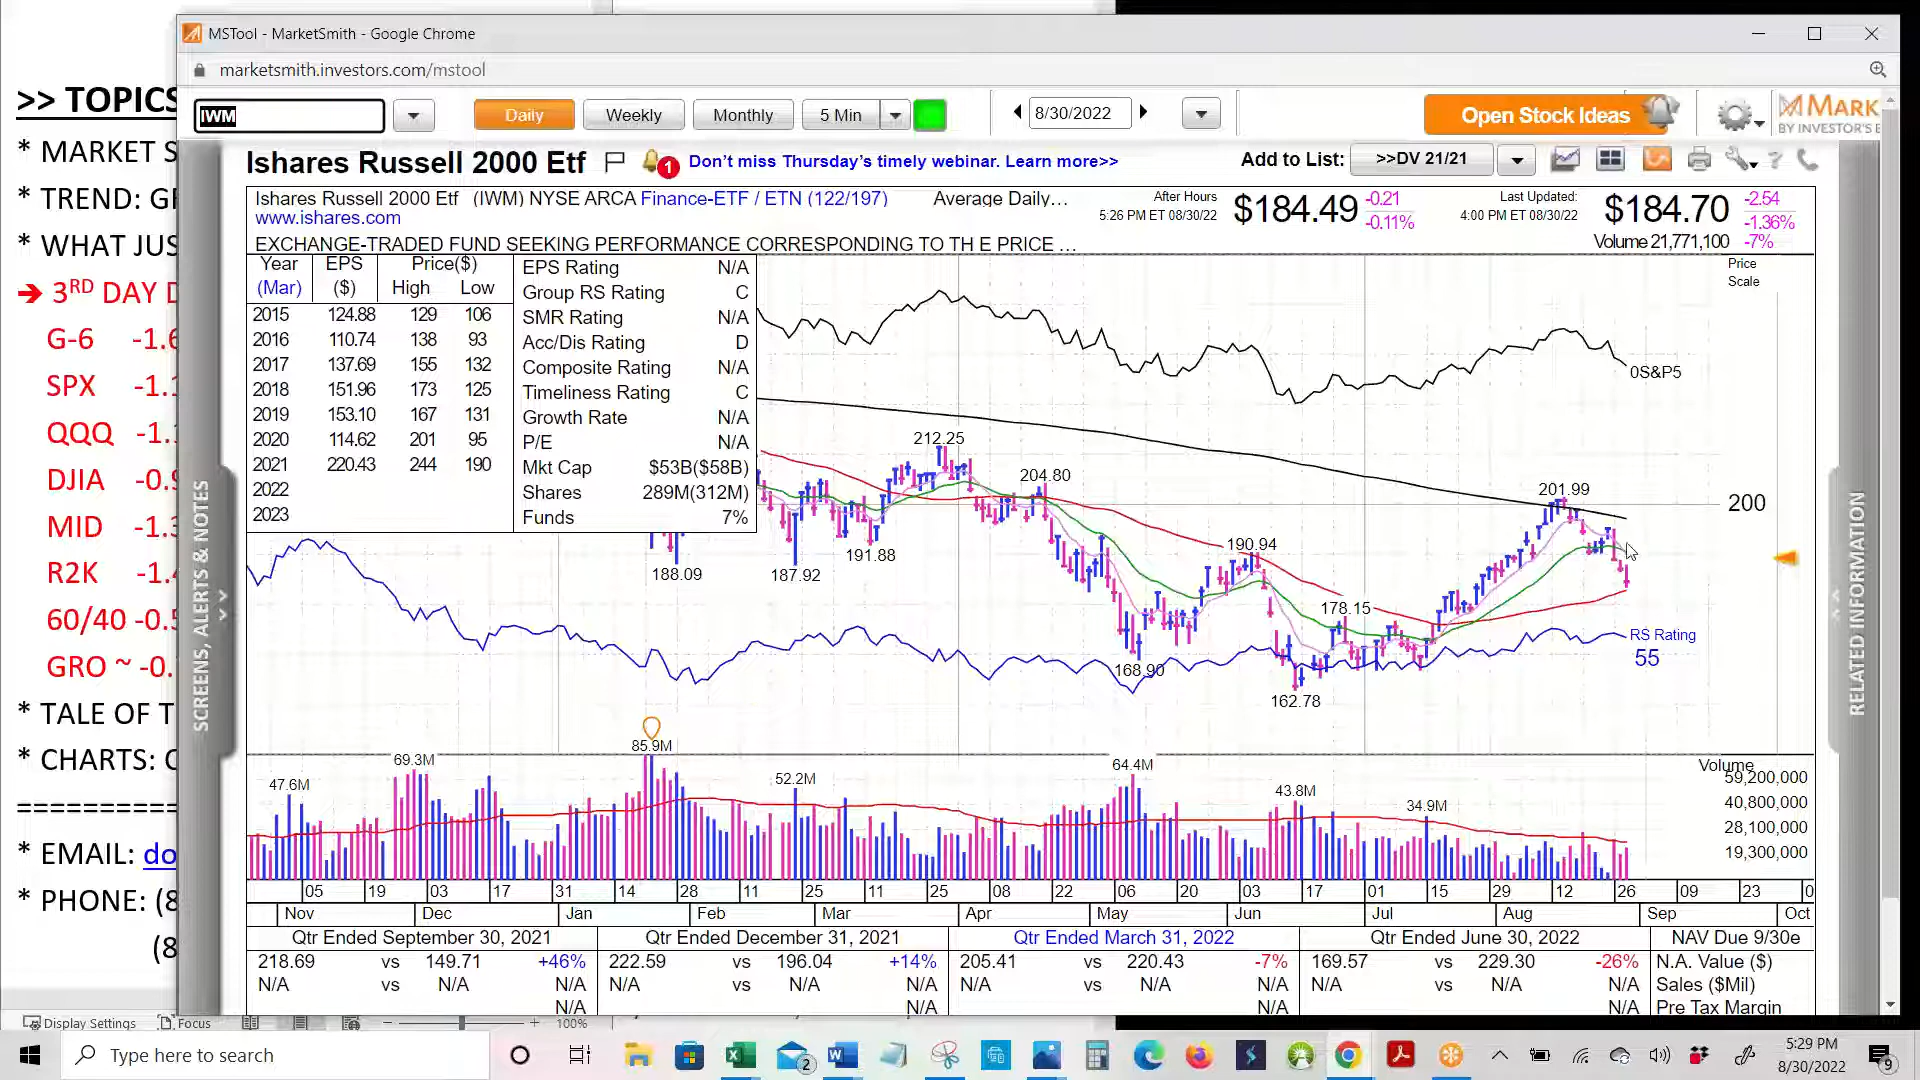 MSTool - MarketSmith - Google Chrome
marketsmith.investors.com/mstool
>> TOPICS
* MARKET S
* TREND: G
* WHAT JUS
➔ 3RD DAY D
G-6 -1.6
SPX -1.
QQQ -1.
DJIA -0.9
MID -1.3
R2K -1.4
60/40 -0.5
GRO ~ -0.
* TALE OF T
* CHARTS: C
* EMAIL: do
* PHONE: (8
(8
IWM
Daily
Weekly
Monthly
5 Min
8/30/2022
Open Stock Ideas
MARK
BY INVESTOR'S
Ishares Russell 2000 Etf
1
Don't miss Thursday's timely webinar. Learn more>>
Add to List: >>DV 21/21
Ishares Russell 2000 Etf (IWM) NYSE ARCA Finance-ETF / ETN (122/197) Average Daily…
www.ishares.com
EXCHANGE-TRADED FUND SEEKING PERFORMANCE CORRESPONDING TO TH E PRICE …
After Hours
5:26 PM ET 08/30/22
$184.49 -0.21
-0.11%
Last Updated:
4:00 PM ET 08/30/22
$184.70 -2.54
-1.36%
Volume 21,771,100 -7%
Year EPS Price($)
(Mar) ($) High Low
2015 124.88 129 106
2016 110.74 138 93
2017 137.69 155 132
2018 151.96 173 125
2019 153.10 167 131
2020 114.62 201 95
2021 220.43 244 190
2022
2023
EPS Rating N/A
Group RS Rating C
SMR Rating N/A
Acc/Dis Rating D
Composite Rating N/A
Timeliness Rating C
Growth Rate N/A
P/E N/A
Mkt Cap $53B($58B)
Shares 289M(312M)
Funds 7%
Price
Scale
0S&P5
212.25
204.80
201.99
200
190.94
191.88
188.09
187.92
178.15
168.90
162.78
RS Rating
55
SCREENS, ALERTS & NOTES
RELATED INFORMATION
85.9M
69.3M
47.6M
52.2M
64.4M
43.8M
34.9M
Volume
59,200,000
40,800,000
28,100,000
19,300,000
05 19 03 17 31 14 28 11 25 11 25 08 22 06 20 03 17 01 15 29 12 26 09 23 0
Nov Dec Jan Feb Mar Apr May Jun Jul Aug Sep Oct
Qtr Ended September 30, 2021 Qtr Ended December 31, 2021 Qtr Ended March 31, 2022 Qtr Ended June 30, 2022 NAV Due 9/30e
218.69 vs 149.71 +46% 222.59 vs 196.04 +14% 205.41 vs 220.43 -7% 169.57 vs 229.30 -26% N.A. Value ($)
N/A vs N/A N/A N/A vs N/A N/A N/A vs N/A N/A N/A vs N/A N/A Sales ($Mil)
N/A N/A N/A N/A Pre Tax Margin
Display Settings Focus 100%
Type here to search
2
5:29 PM
8/30/2022
9